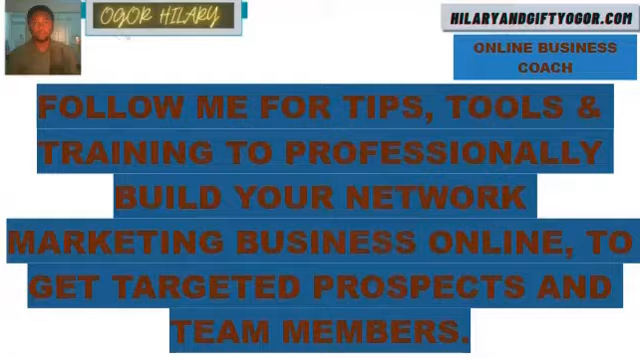 OGOR HILARY
HILARYANDGIFTYOGOR.COM
ONLINE BUSINESS
COACH
FOLLOW ME FOR TIPS, TOOLS &
TRAINING TO PROFESSIONALLY
BUILD YOUR NETWORK
MARKETING BUSINESS ONLINE, TO
GET TARGETED PROSPECTS AND
TEAM MEMBERS.